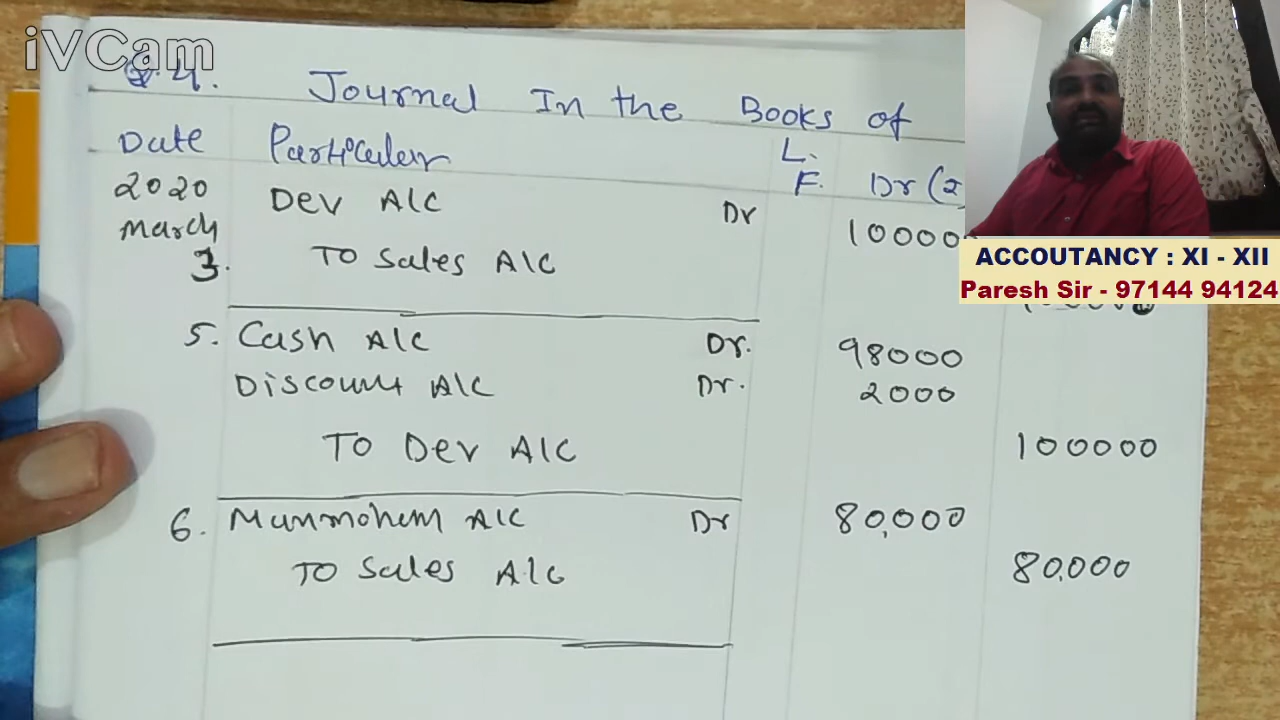 iVCam
Q.4. Journal In the Books of
Date Particular L. F. Dr (₹)
2020 Dev A/c Dr 100000
March
3. To Sales A/c
5. Cash A/c Dr. 98000
Discount A/c Dr. 2000
To Dev A/c 100000
6. Manmohan A/c Dr 80,000
To Sales A/c 80,000
ACCOUTANCY : XI - XII
Paresh Sir - 97144 94124